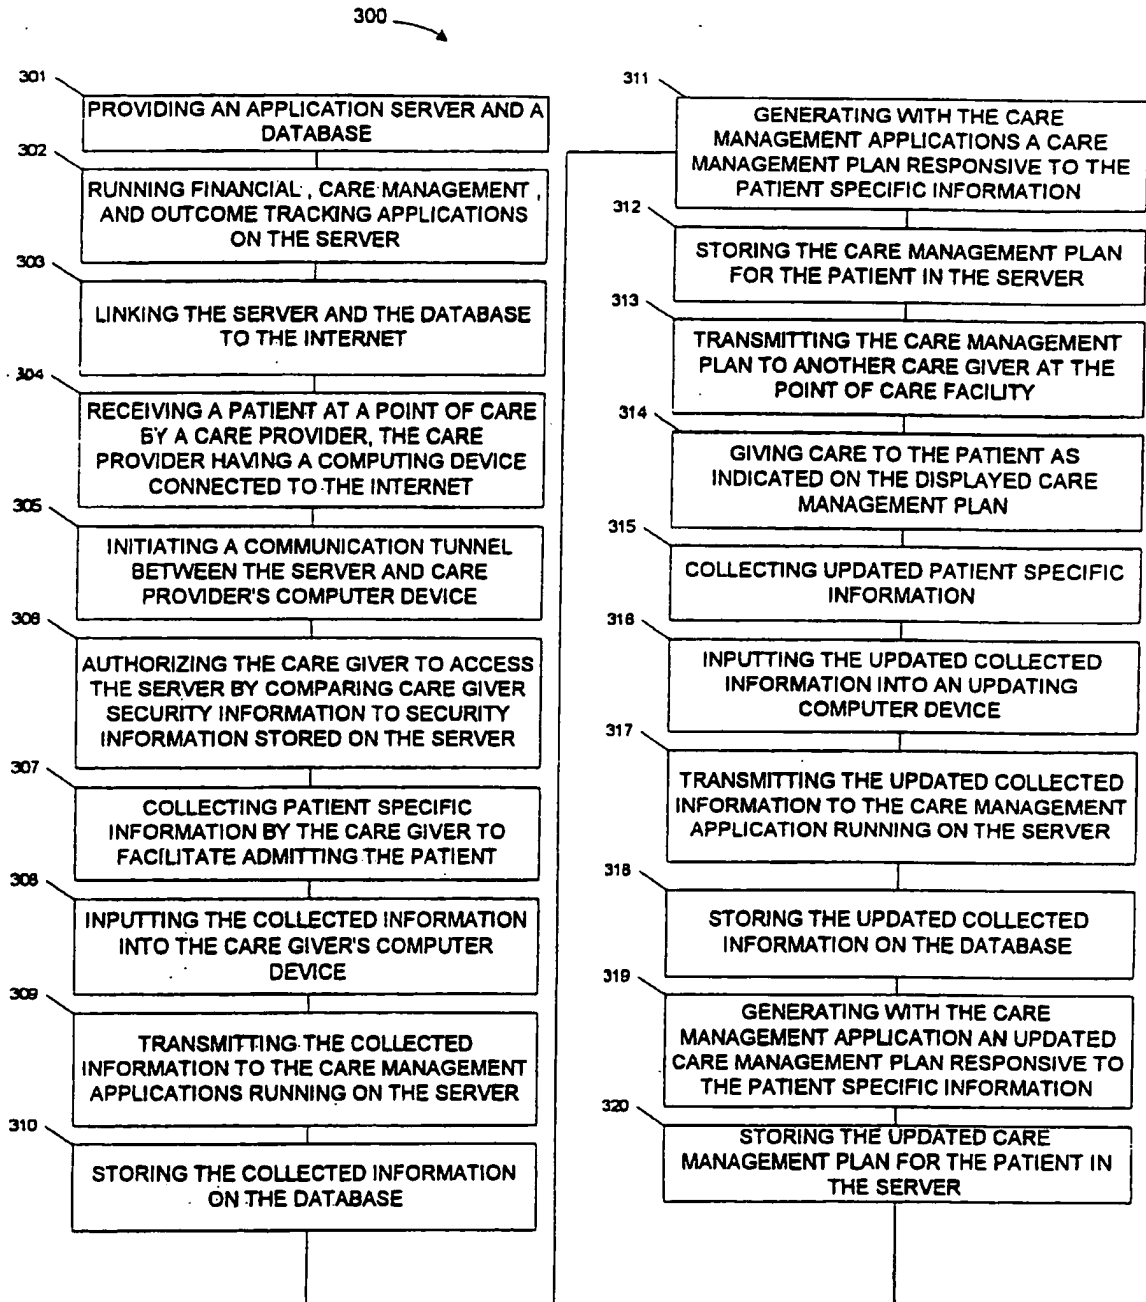 300
301
PROVIDING AN APPLICATION SERVER AND A
DATABASE
302
RUNNING FINANCIAL , CARE MANAGEMENT ,
AND OUTCOME TRACKING APPLICATIONS
ON THE SERVER
303
LINKING THE SERVER AND THE DATABASE
TO THE INTERNET
304
RECEIVING A PATIENT AT A POINT OF CARE
BY A CARE PROVIDER, THE CARE
PROVIDER HAVING A COMPUTING DEVICE
CONNECTED TO THE INTERNET
305
INITIATING A COMMUNICATION TUNNEL
BETWEEN THE SERVER AND CARE
PROVIDER'S COMPUTER DEVICE
306
AUTHORIZING THE CARE GIVER TO ACCESS
THE SERVER BY COMPARING CARE GIVER
SECURITY INFORMATION TO SECURITY
INFORMATION STORED ON THE SERVER
307
COLLECTING PATIENT SPECIFIC
INFORMATION BY THE CARE GIVER TO
FACILITATE ADMITTING THE PATIENT
308
INPUTTING THE COLLECTED INFORMATION
INTO THE CARE GIVER'S COMPUTER
DEVICE
309
TRANSMITTING THE COLLECTED
INFORMATION TO THE CARE MANAGEMENT
APPLICATIONS RUNNING ON THE SERVER
310
STORING THE COLLECTED INFORMATION
ON THE DATABASE
311
GENERATING WITH THE CARE
MANAGEMENT APPLICATIONS A CARE
MANAGEMENT PLAN RESPONSIVE TO THE
PATIENT SPECIFIC INFORMATION
312
STORING THE CARE MANAGEMENT PLAN
FOR THE PATIENT IN THE SERVER
313
TRANSMITTING THE CARE MANAGEMENT
PLAN TO ANOTHER CARE GIVER AT THE
POINT OF CARE FACILITY
314
GIVING CARE TO THE PATIENT AS
INDICATED ON THE DISPLAYED CARE
MANAGEMENT PLAN
315
COLLECTING UPDATED PATIENT SPECIFIC
INFORMATION
316
INPUTTING THE UPDATED COLLECTED
INFORMATION INTO AN UPDATING
COMPUTER DEVICE
317
TRANSMITTING THE UPDATED COLLECTED
INFORMATION TO THE CARE MANAGEMENT
APPLICATION RUNNING ON THE SERVER
318
STORING THE UPDATED COLLECTED
INFORMATION ON THE DATABASE
319
GENERATING WITH THE CARE
MANAGEMENT APPLICATION AN UPDATED
CARE MANAGEMENT PLAN RESPONSIVE TO
THE PATIENT SPECIFIC INFORMATION
320
STORING THE UPDATED CARE
MANAGEMENT PLAN FOR THE PATIENT IN
THE SERVER